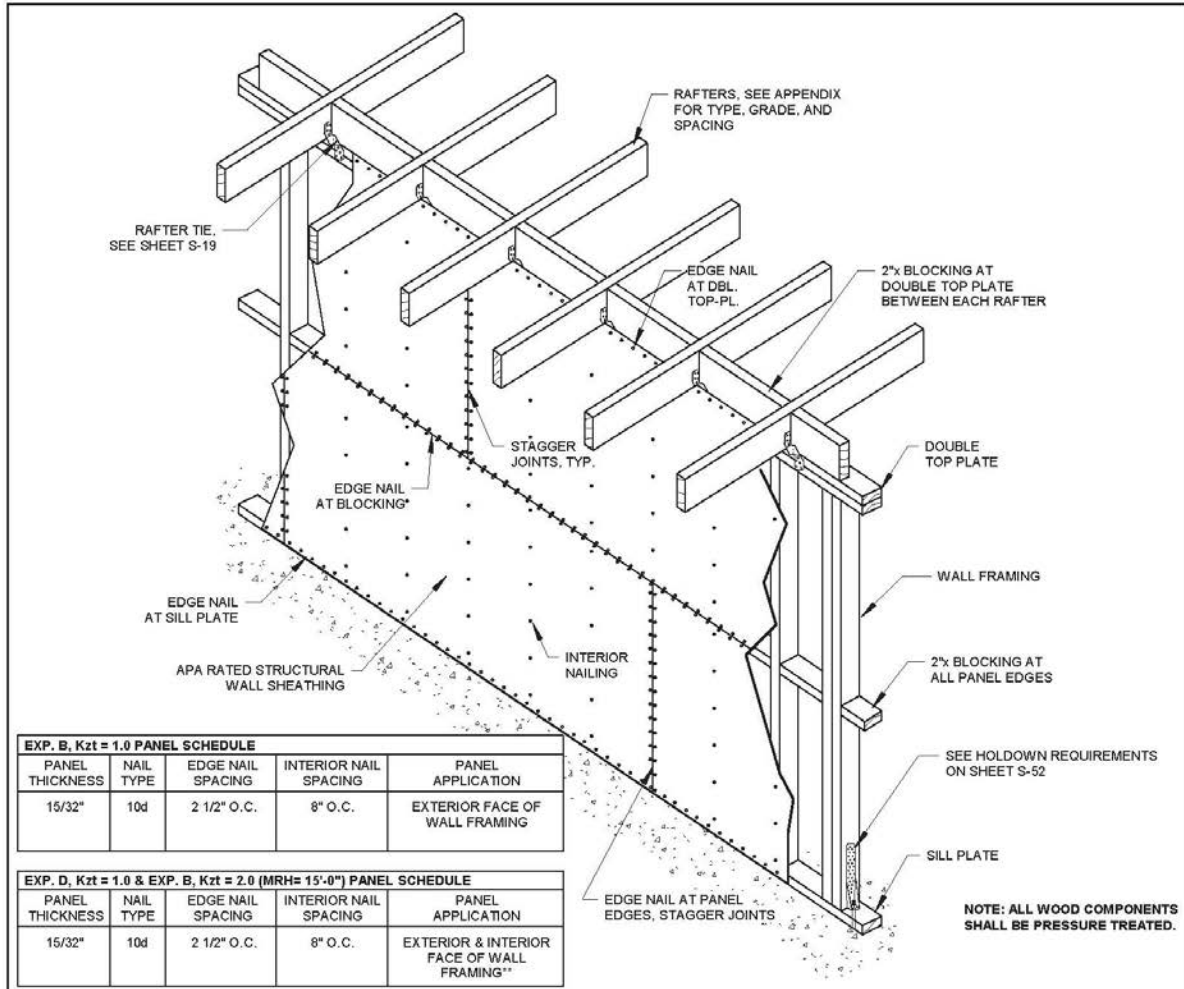 RAFTERS, SEE APPENDIX
FOR TYPE, GRADE, AND
SPACING
RAFTER TIE,
SEE SHEET S-19
EDGE NAIL
AT DBL.
TOP-PL.
2"x BLOCKING AT
DOUBLE TOP PLATE
BETWEEN EACH RAFTER
STAGGER
JOINTS, TYP.
DOUBLE
TOP PLATE
EDGE NAIL
AT BLOCKING
WALL FRAMING
EDGE NAIL
AT SILL PLATE
APA RATED STRUCTURAL
WALL SHEATHING
INTERIOR
NAILING
2"x BLOCKING AT
ALL PANEL EDGES
SEE HOLDOWN REQUIREMENTS
ON SHEET S-52
SILL PLATE
EDGE NAIL AT PANEL
EDGES, STAGGER JOINTS
NOTE: ALL WOOD COMPONENTS
SHALL BE PRESSURE TREATED.
EXP. B, Kzt = 1.0 PANEL SCHEDULE
PANEL THICKNESS NAIL TYPE EDGE NAIL SPACING INTERIOR NAIL SPACING PANEL APPLICATION
15/32" 10d 2 1/2" O.C. 8" O.C. EXTERIOR FACE OF
WALL FRAMING
EXP. D, Kzt = 1.0 & EXP. B, Kzt = 2.0 (MRH= 15'-0") PANEL SCHEDULE
PANEL THICKNESS NAIL TYPE EDGE NAIL SPACING INTERIOR NAIL SPACING PANEL APPLICATION
15/32" 10d 2 1/2" O.C. 8" O.C. EXTERIOR & INTERIOR
FACE OF WALL
FRAMING**